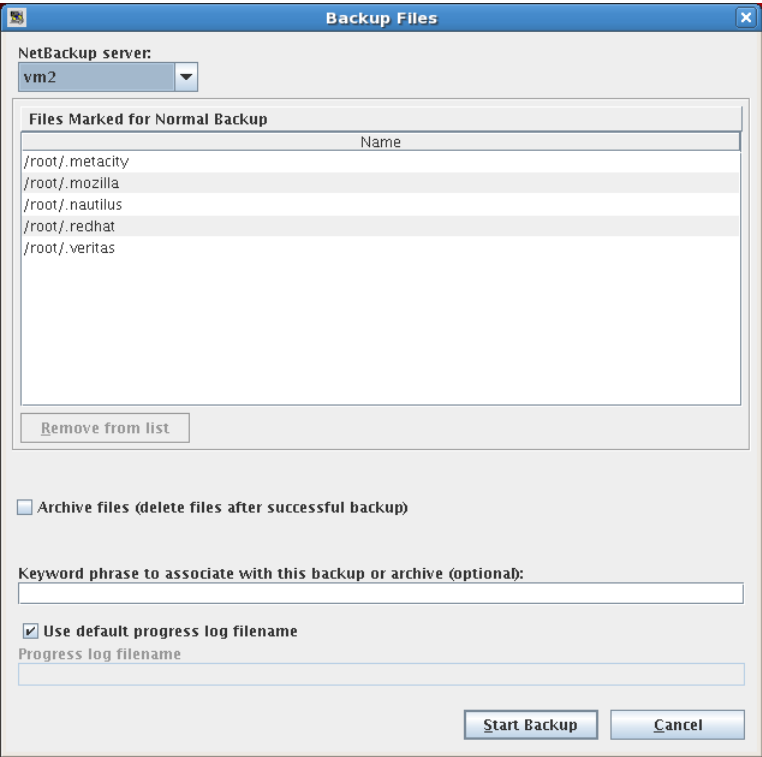 Backup Files
NetBackup server:
vm2
Files Marked for Normal Backup
Name
/root/.metacity
/root/.mozilla
/root/.nautilus
/root/.redhat
/root/.veritas
Remove from list
Archive files (delete files after successful backup)
Keyword phrase to associate with this backup or archive (optional):
Use default progress log filename
Progress log filename
Start Backup
Cancel